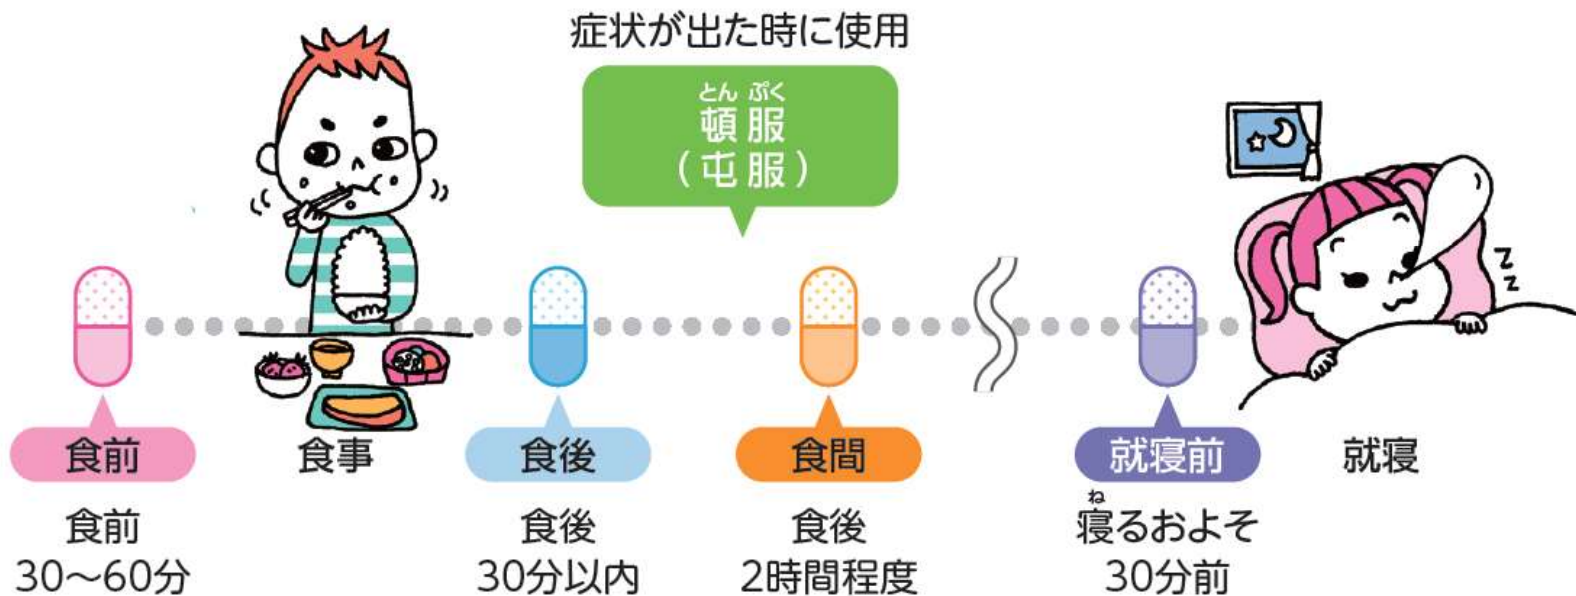 症状が出た時に使用
とんぷく
頓服
(屯服)
食前
食事
食後
食間
就寝前
就寝
食前
30〜60分
食後
30分以内
食後
2時間程度
ね
寝るおよそ
30分前
z
z